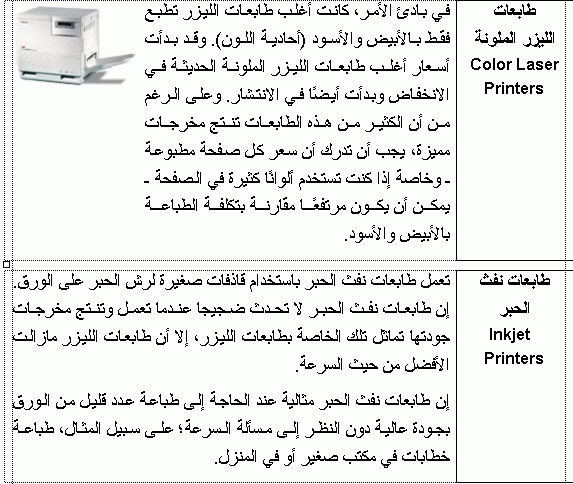 طابعات
الليزر الملونة
Color Laser
Printers
في بادئ الأمر، كانت أغلب طابعات الليزر تطبع
فقط بالأبيض والأسود (أحادية اللون). وقد بدأت
أسعار أغلب طابعات الليزر الملونة الحديثة في
الانخفاض وبدأت أيضًا في الانتشار. وعلى الرغم
من أن الكثير من هذه الطابعات تنتج مخرجات
مميزة، يجب أن تدرك أن سعر كل صفحة مطبوعة
ـ وخاصة إذا كنت تستخدم ألوانًا كثيرة في الصفحة ـ
يمكن أن يكون مرتفعًا مقارنة بتكلفة الطباعة
بالأبيض والأسود.
طابعات نفث
الحبر
Inkjet
Printers
تعمل طابعات نفث الحبر باستخدام قاذفات صغيرة لرش الحبر على الورق.
إن طابعات نفث الحبر لا تحدث ضجيجا عندما تعمل وتنتج مخرجات
جودتها تماثل تلك الخاصة بطابعات الليزر، إلا أن طابعات الليزر مازالت
الأفضل من حيث السرعة.
إن طابعات نفث الحبر مثالية عند الحاجة إلى طباعة عدد قليل من الورق
بجودة عالية دون النظر إلى مسألة السرعة؛ على سبيل المثال، طباعة
خطابات في مكتب صغير أو في المنزل.